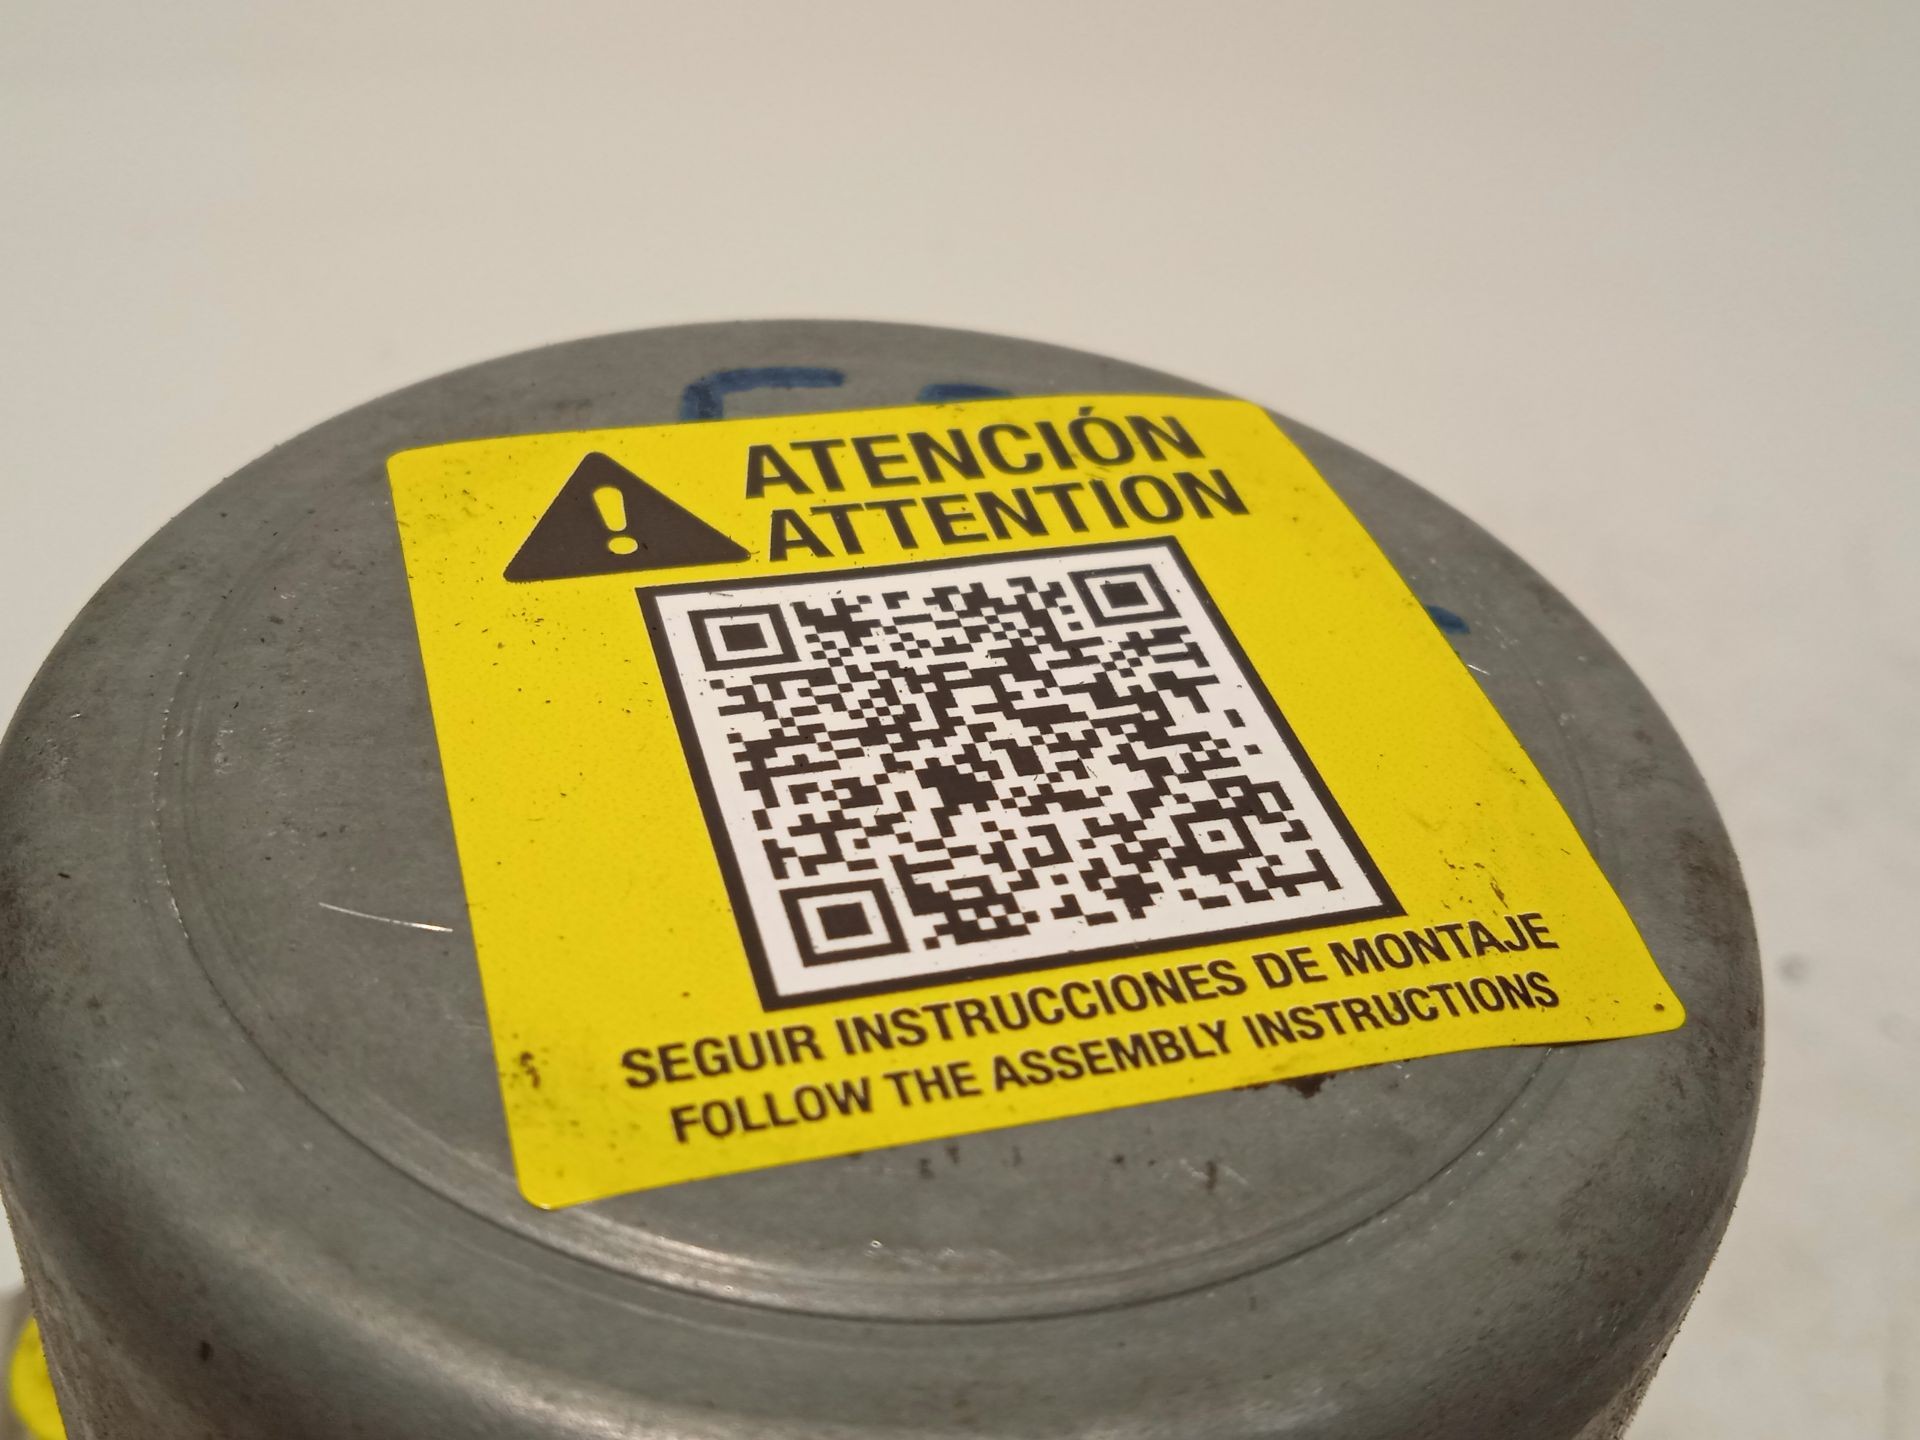 ATENCIÓN
ATTENTION
SEGUIR INSTRUCCIONES DE MONTAJE
FOLLOW THE ASSEMBLY INSTRUCTIONS